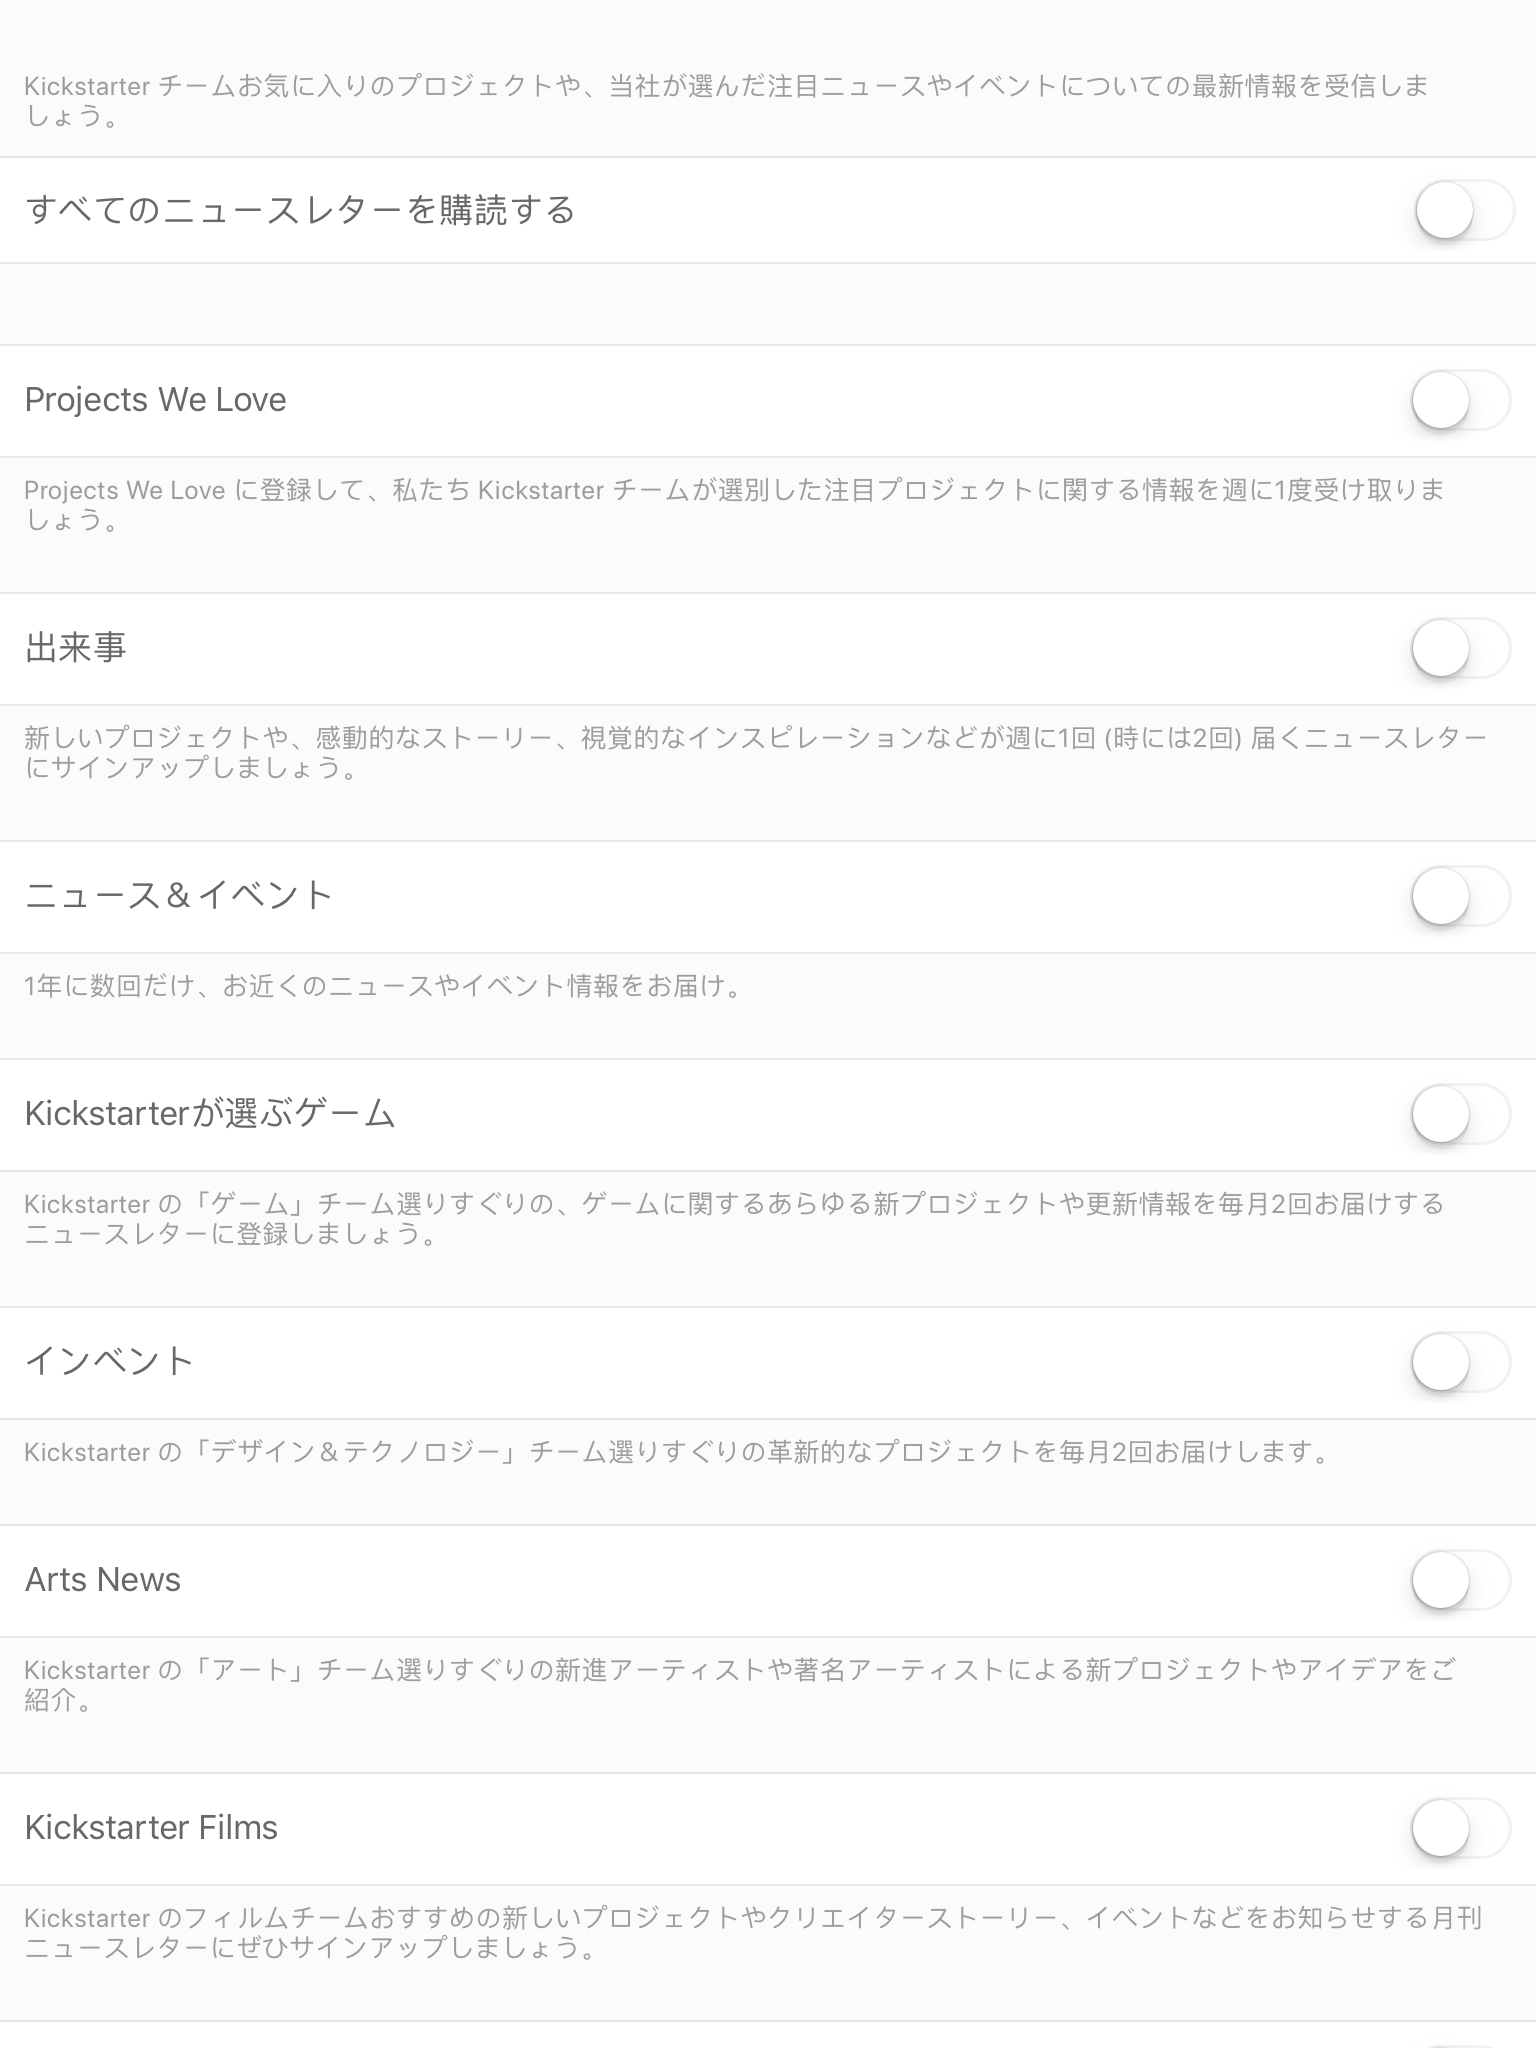 Kickstarter チームお気に入りのプロジェクトや、当社が選んだ注目ニュースやイベントについての最新情報を受信しま
しょう。
すべてのニュースレターを購読する
Projects We Love
Projects We Love に登録して、私たち Kickstarter チームが選別した注目プロジェクトに関する情報を週に1度受け取りま
しょう。
出来事
新しいプロジェクトや、感動的なストーリー、視覚的なインスピレーションなどが週に1回 (時には2回) 届くニュースレター
にサインアップしましょう。
ニュース＆イベント
1年に数回だけ、お近くのニュースやイベント情報をお届け。
Kickstarterが選ぶゲーム
Kickstarter の「ゲーム」チーム選りすぐりの、ゲームに関するあらゆる新プロジェクトや更新情報を毎月2回お届けする
ニュースレターに登録しましょう。
インベント
Kickstarter の「デザイン＆テクノロジー」チーム選りすぐりの革新的なプロジェクトを毎月2回お届けします。
Arts News
Kickstarter の「アート」チーム選りすぐりの新進アーティストや著名アーティストによる新プロジェクトやアイデアをご
紹介。
Kickstarter Films
Kickstarter のフィルムチームおすすめの新しいプロジェクトやクリエイターストーリー、イベントなどをお知らせする月刊
ニュースレターにぜひサインアップしましょう。